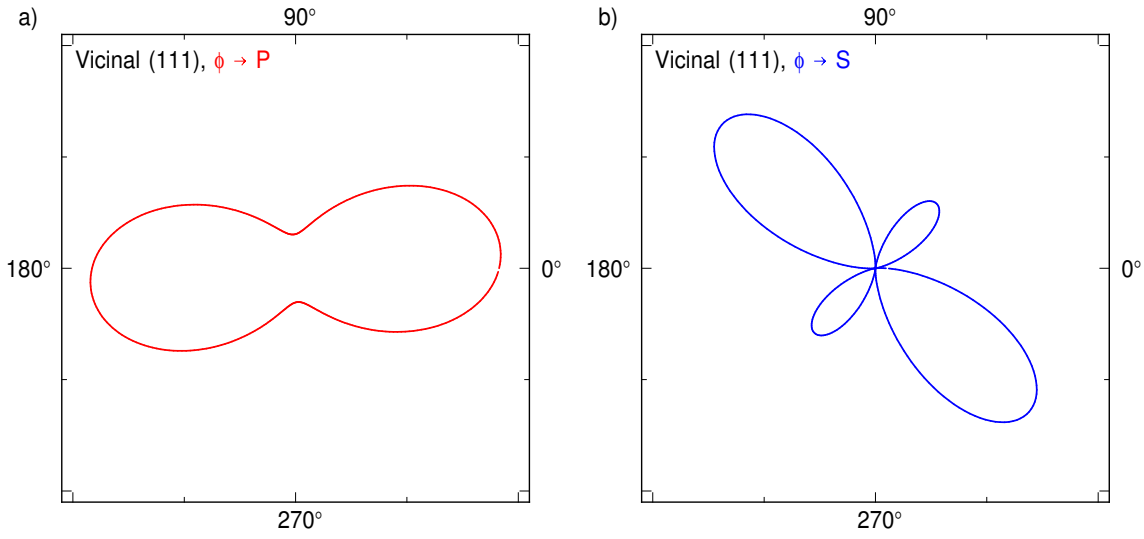 a)
90°
Vicinal (111), ϕ → P
180°
0°
270°
b)
90°
Vicinal (111), ϕ → S
180°
0°
270°